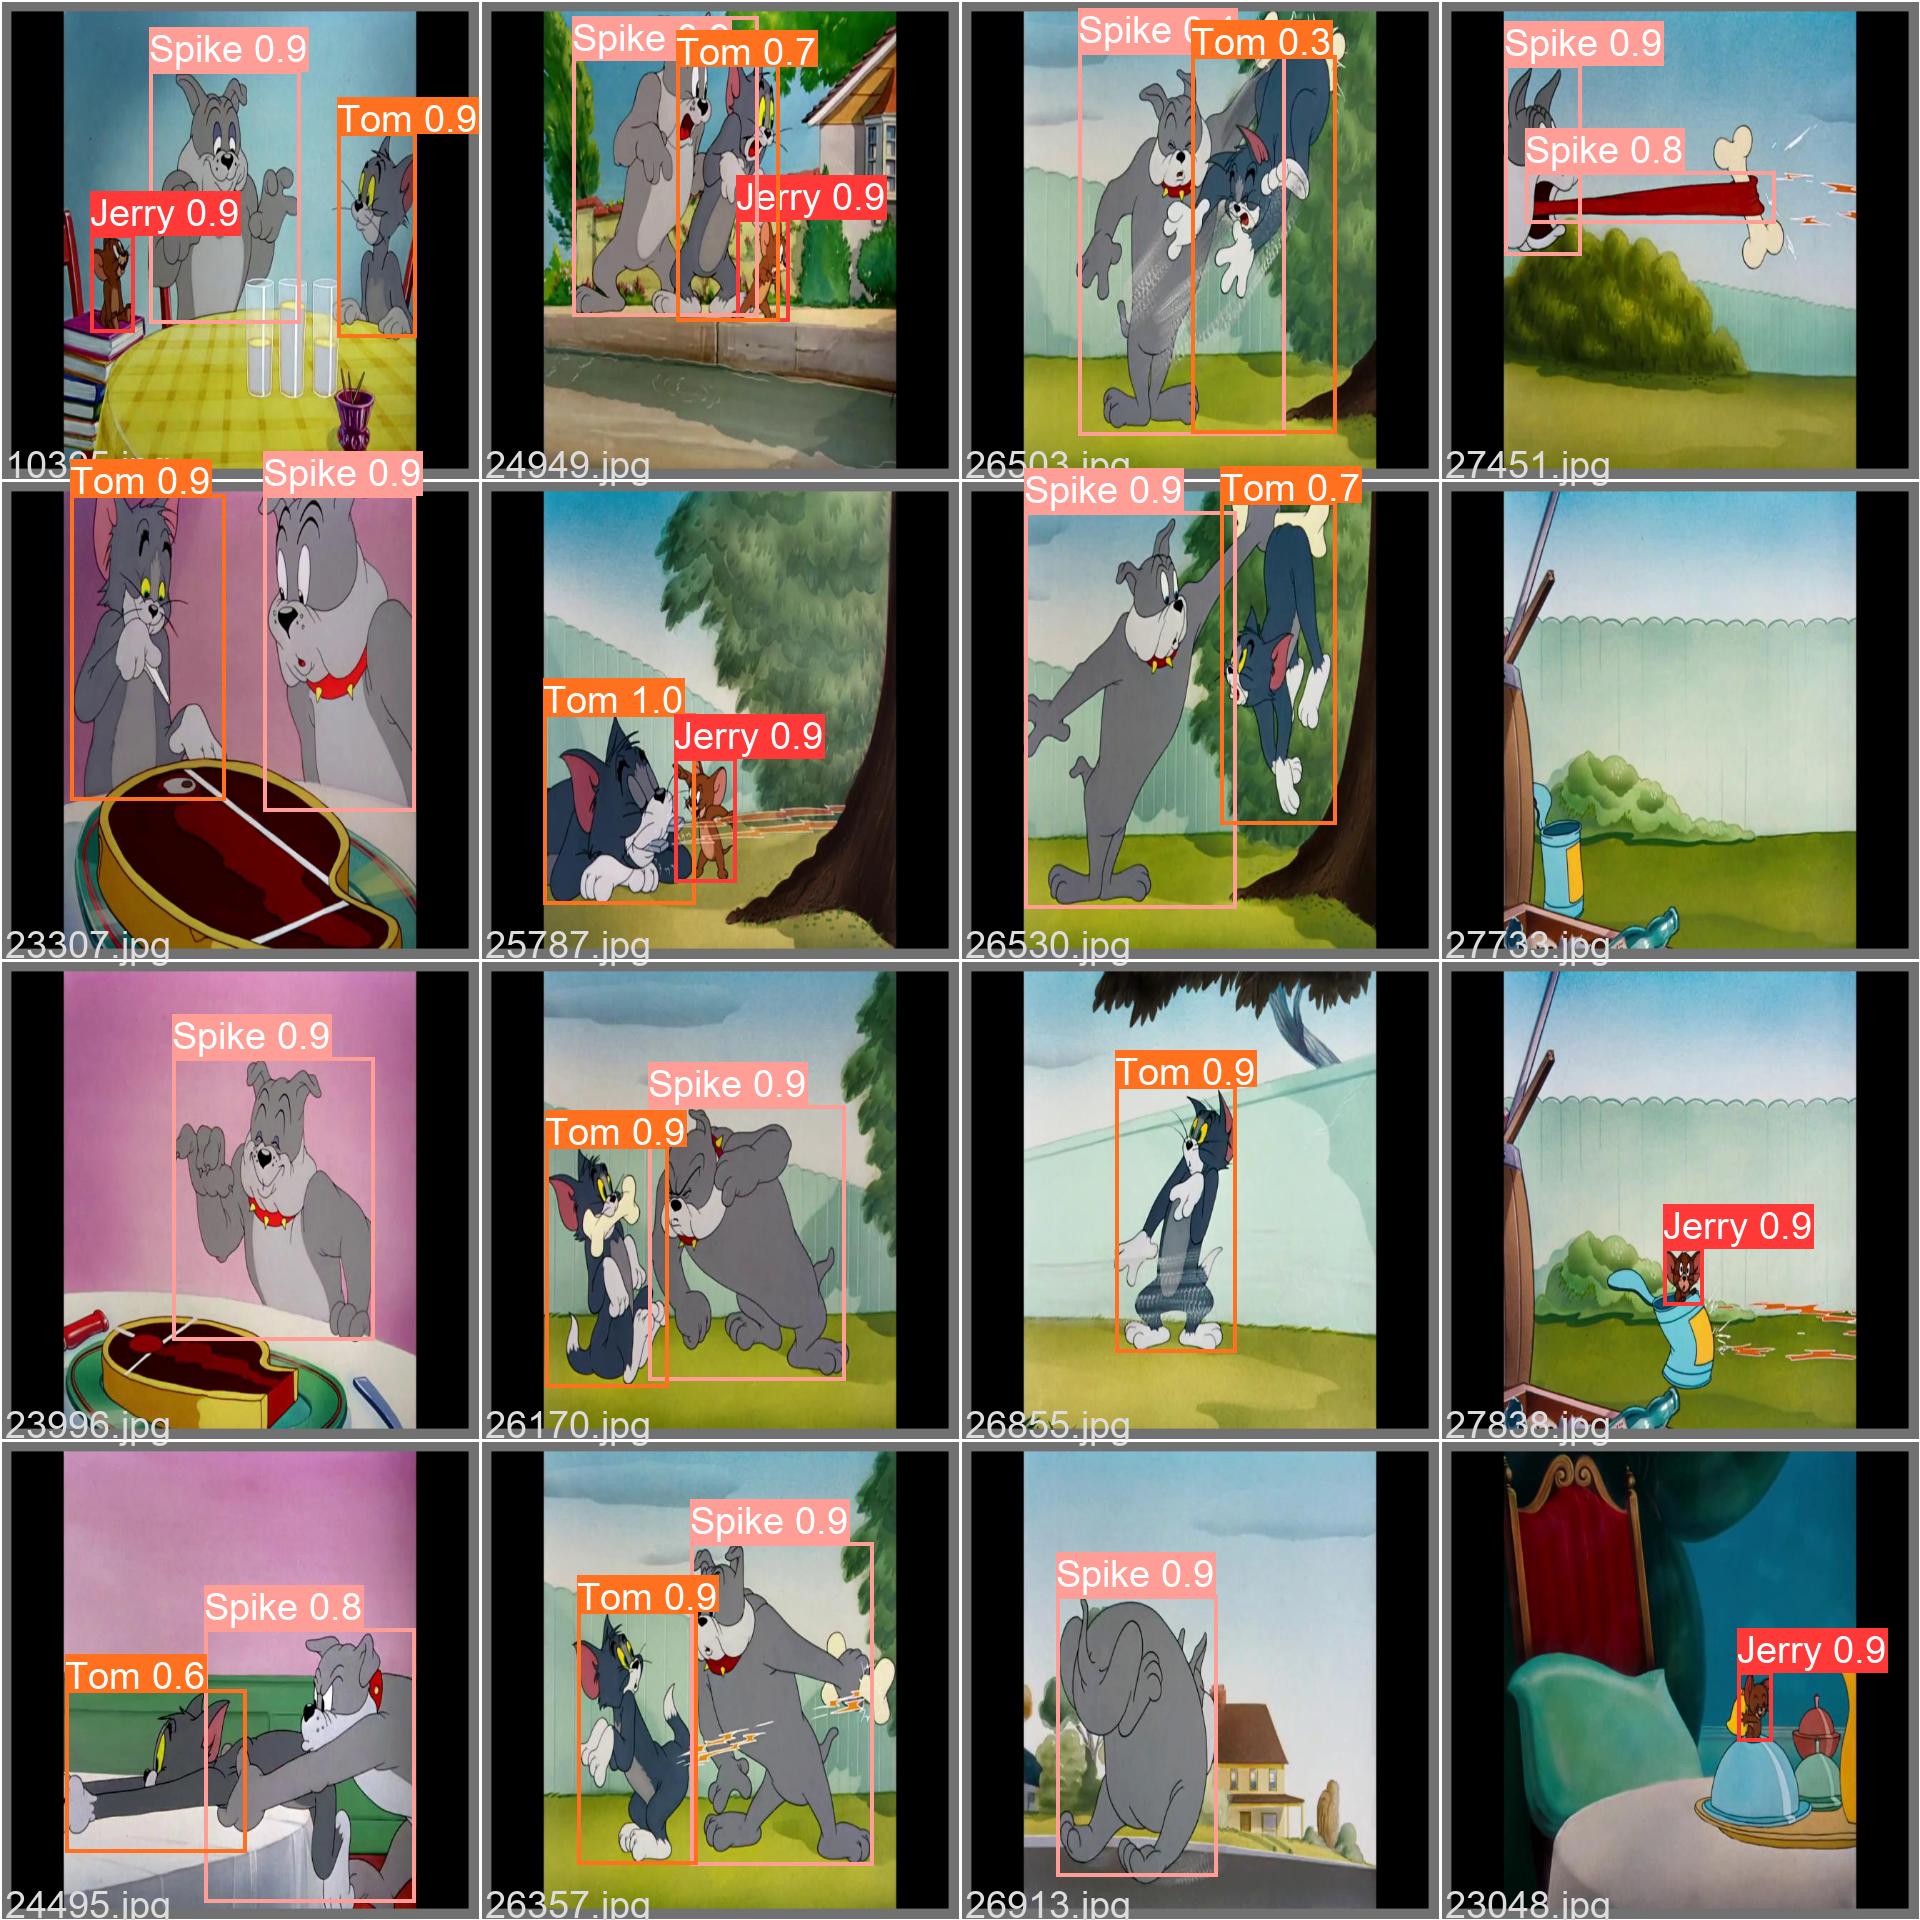 Spike 0.9
Tom 0.9
Jerry 0.9
Spike
Tom 0.7
Jerry 0.9
24949.jpg
Spike
Tom 0.3
26503.jpg
Spike 0.9
Spike 0.8
27451.jpg
Tom 0.9
Spike 0.9
23307.jpg
Tom 1.0
Jerry 0.9
25787.jpg
Spike 0.9
Tom 0.7
26530.jpg
27733.jpg
Spike 0.9
23996.jpg
Spike 0.9
Tom 0.9
26170.jpg
Tom 0.9
26855.jpg
Jerry 0.9
27838.jpg
Spike 0.8
Tom 0.6
24495.jpg
Spike 0.9
Tom 0.9
26357.jpg
Spike 0.9
26913.jpg
Jerry 0.9
23048.jpg